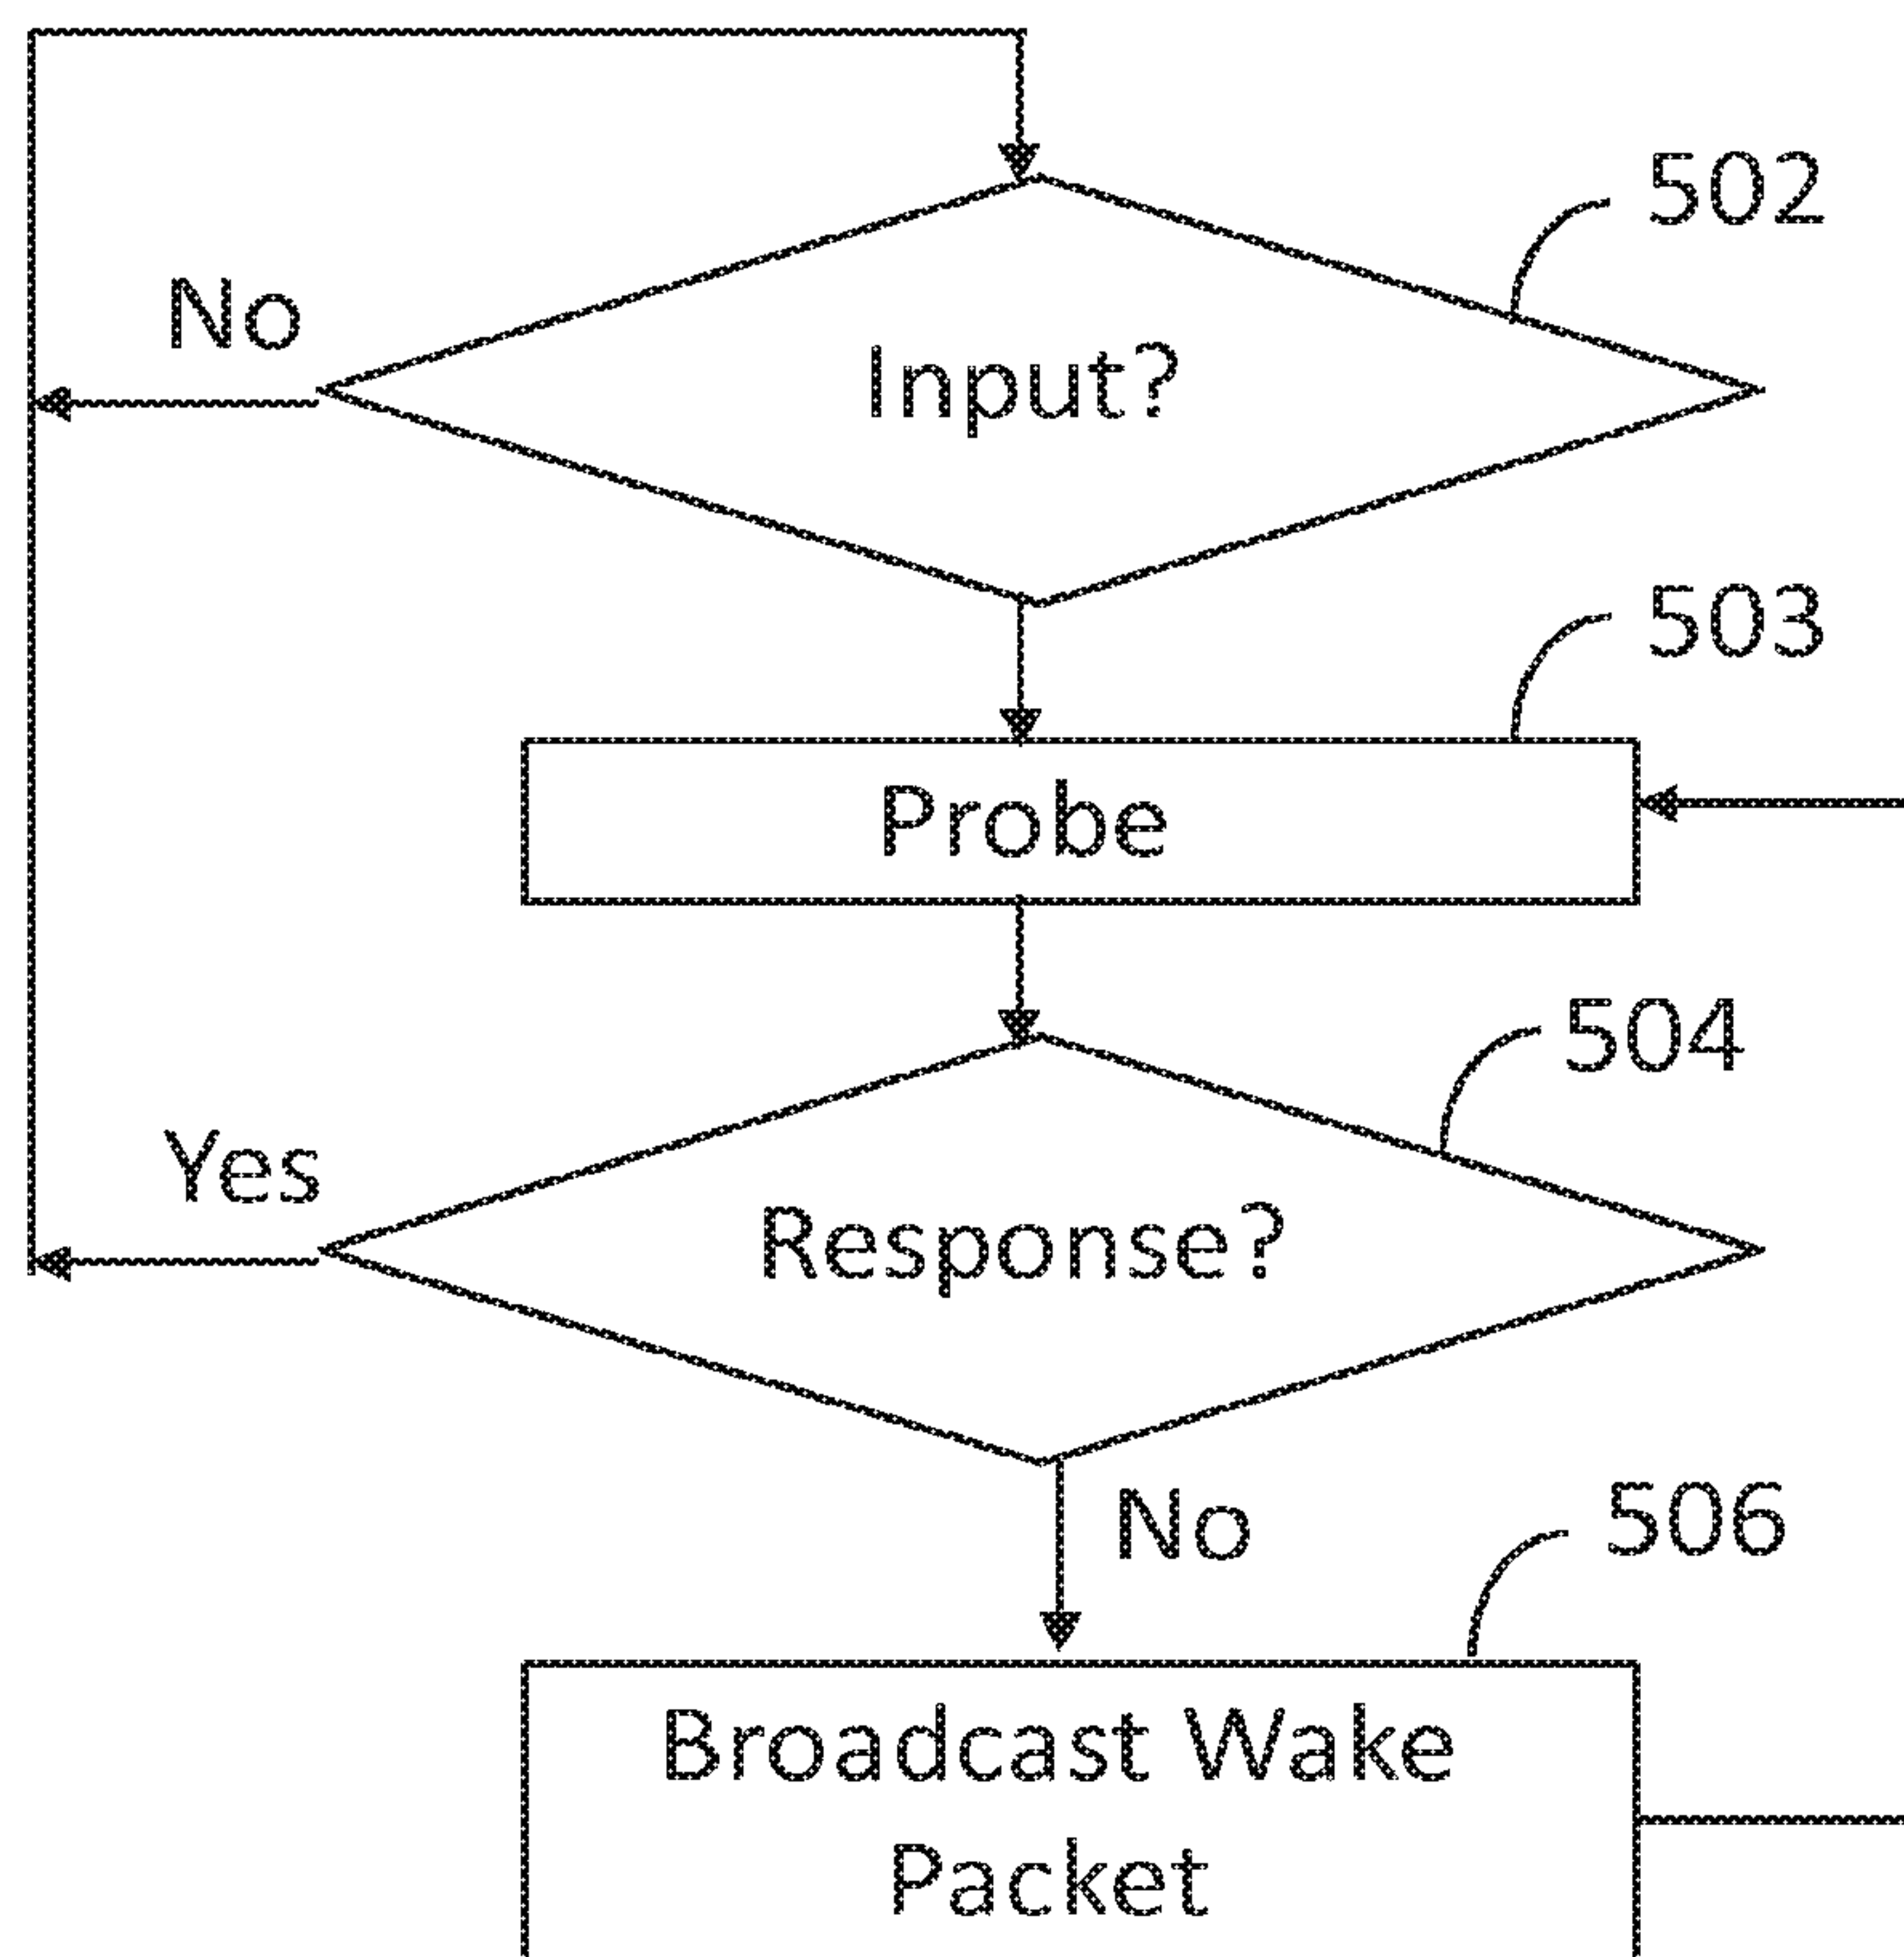 502
No
Input?
503
Probe
504
Yes
Response?
No
506
Broadcast Wake
Packet